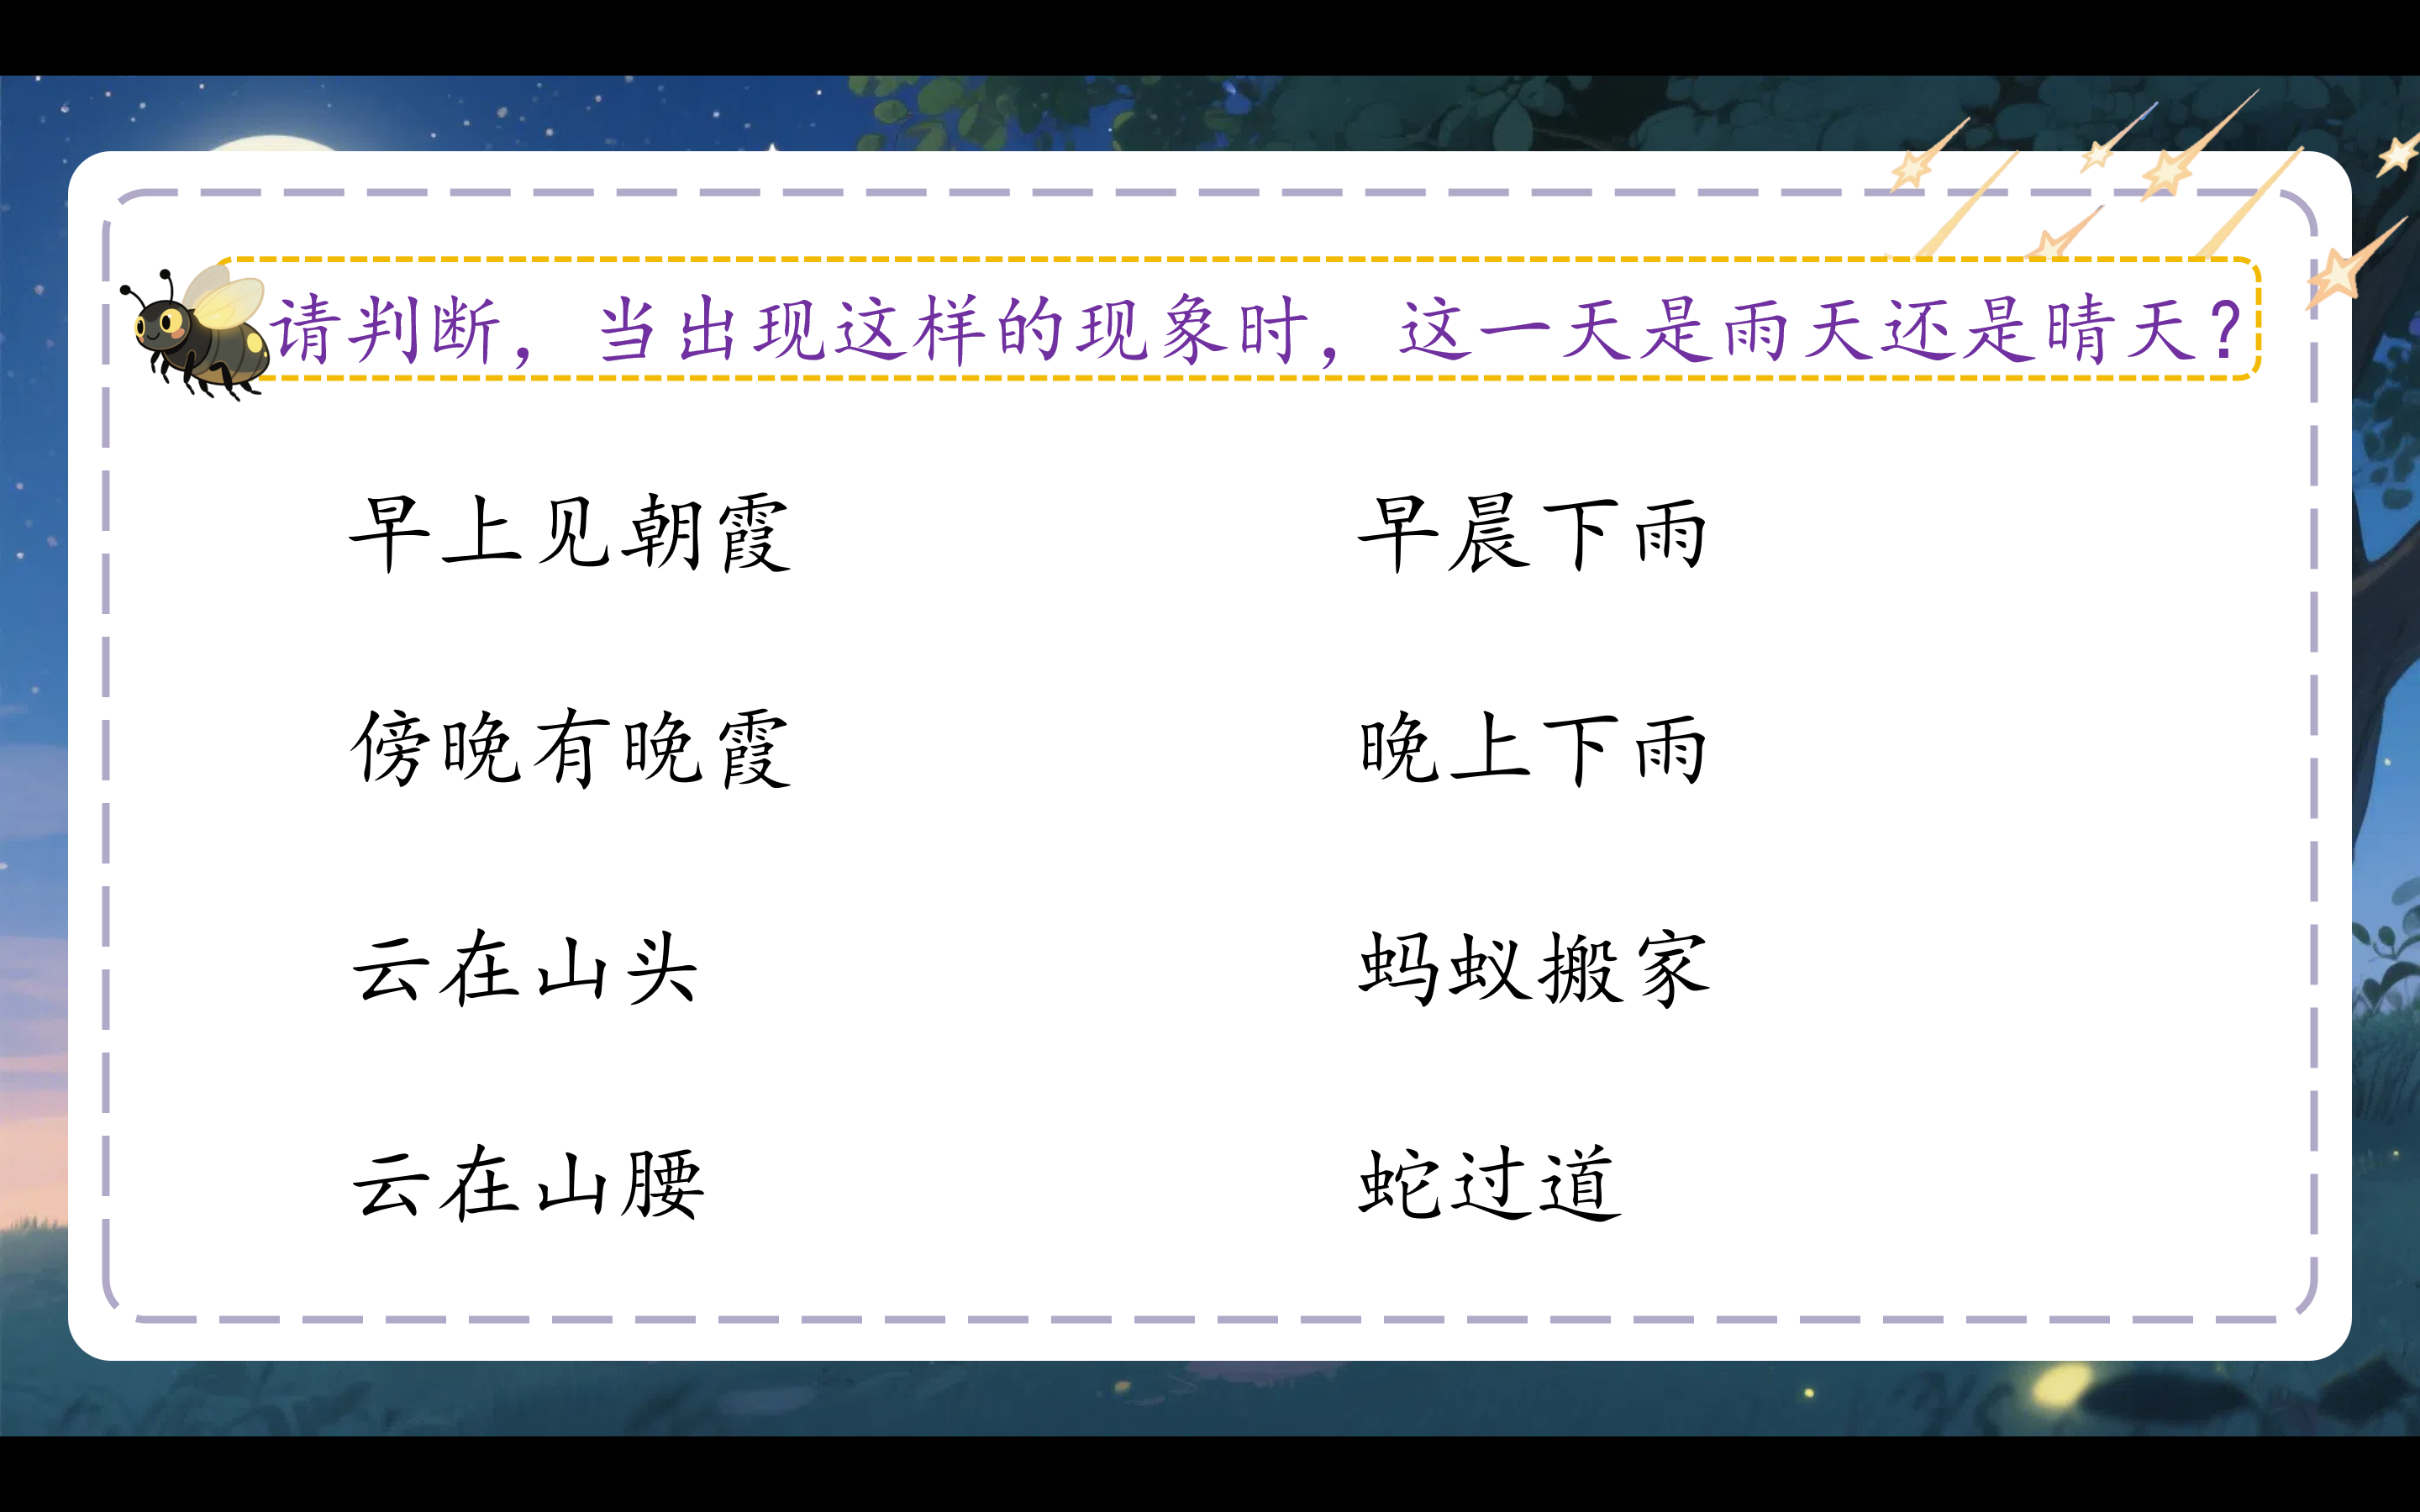 请判断，当出现这样的现象时，这一天是雨天还是晴天？
早上见朝霞
早晨下雨
傍晚有晚霞
晚上下雨
云在山头
蚂蚁搬家
云在山腰
蛇过道